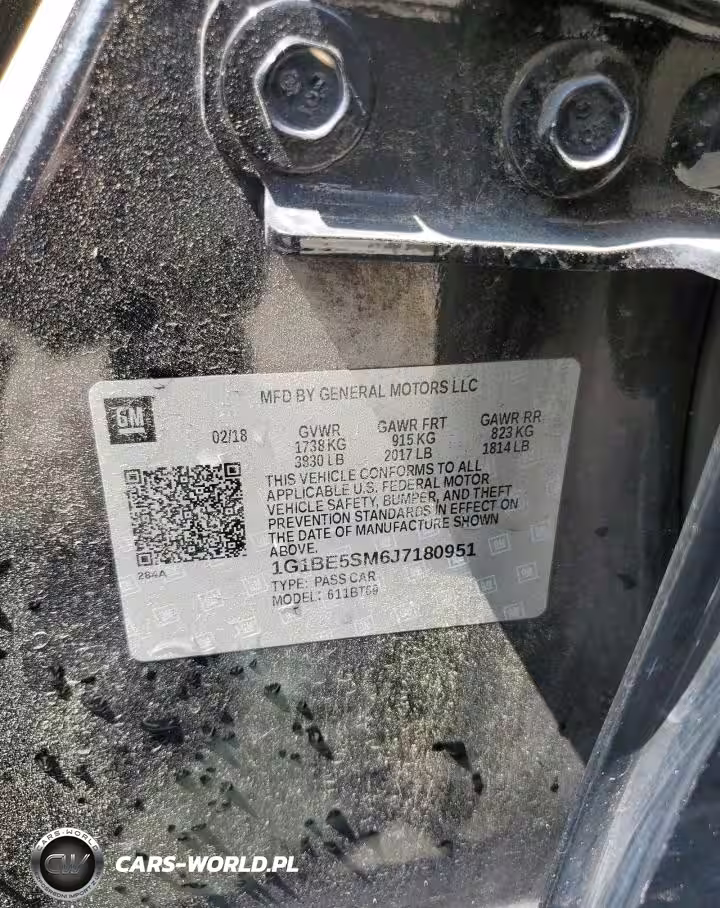 MFD BY GENERAL MOTORS LLC
GM
02/18
GVWR GAWR FRT GAWR RR
1738 KG 915 KG 823 KG
3830 LB 2017 LB 1814 LB
THIS VEHICLE CONFORMS TO ALL
APPLICABLE U.S. FEDERAL MOTOR
VEHICLE SAFETY, BUMPER, AND THEFT
PREVENTION STANDARDS IN EFFECT ON
THE DATE OF MANUFACTURE SHOWN
ABOVE.
1G1BE5SM6J7180951
284A
TYPE: PASS CAR
MODEL: 611BT69
CARS-WORLD
CW
CARS-WORLD.PL